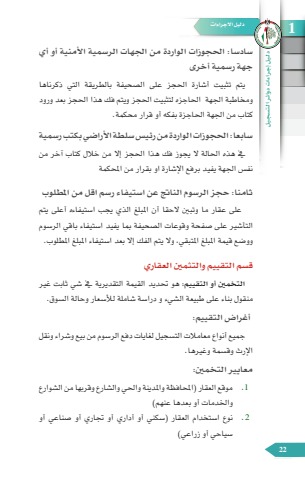 دليل الاجراءات
1
دليل اجراءات دوائر التسجيل
سادسا: الحجوزات الواردة من الجهات الرسمية الأمنية أو أي
جهة رسمية أخرى
يتم تثبيت أشارة الحجز على الصحيفة بالطريقة التي ذكرناها
ومخاطبة الجهة الحاجزه لتثبيت الحجز ويتم فك هذا الحجز بعد ورود
كتاب من الجهة الحاجزة بفكه أو قرار محكمة.
سابعا: الحجوزات الواردة من رئيس سلطة الأراضي بكتب رسمية
في هذه الحالة لا يجوز فك هذا الحجز إلا من خلال كتاب آخر من
نفس الجهة يفيد برفع الإشارة او بقرار من المحكمة
ثامنا: حجز الرسوم الناتج عن استيفاء رسم اقل من المطلوب
على عقار ما وتبين لاحقا أن المبلغ الذي يجب استيفاءه أعلى يتم
التأشير على صفحة وقوعات الصحيفة بما يفيد استيفاء باقي الرسوم
ووضع قيمة المبلغ المتبقي، ولا يتم الفك إلا بعد استيفاء المبلغ المطلوب.
قسم التقييم والتثمين العقاري
التخمين أو التقييم: هو تحديد القيمة التقديرية في شي ثابت غير
منقول بناء على طبيعة الشيء و دراسة شاملة للأسعار وحالة السوق.
أغراض التقييم:
جميع أنواع معاملات التسجيل لغايات دفع الرسوم من بيع وشراء ونقل
الإرث وقسمة وغيرها.
معايير التخمين:
1. موقع العقار (المحافظة والمدينة والحي والشارع وقربها من الشوارع
والخدمات أو بعدها عنهم)
2. نوع استخدام العقار (سكني أو أداري أو تجاري أو صناعي أو
سياحي أو زراعي)
22